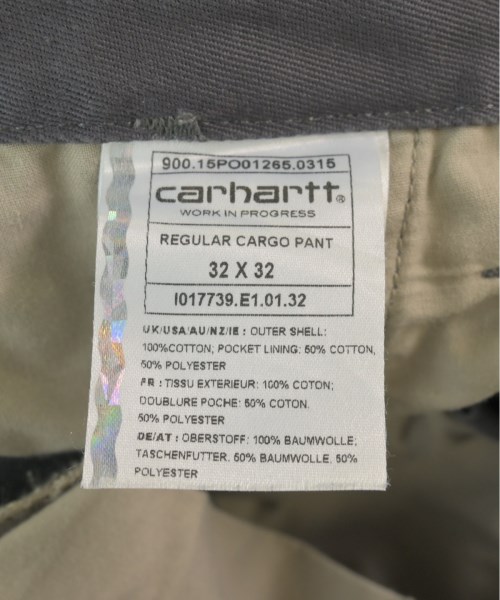 900.15PO01265.0315
carhartt®
WORK IN PROGRESS
REGULAR CARGO PANT
32 X 32
I017739.E1.01.32
UK/USA/AU/NZ/IE : OUTER SHELL:
100%COTTON; POCKET LINING: 50% COTTON,
50% POLYESTER
FR : TISSU EXTERIEUR: 100% COTON;
DOUBLURE POCHE: 50% COTON.
50% POLYESTER
DE/AT : OBERSTOFF: 100% BAUMWOLLE;
TASCHENFUTTER. 50% BAUMWOLLE. 50%
POLYESTER